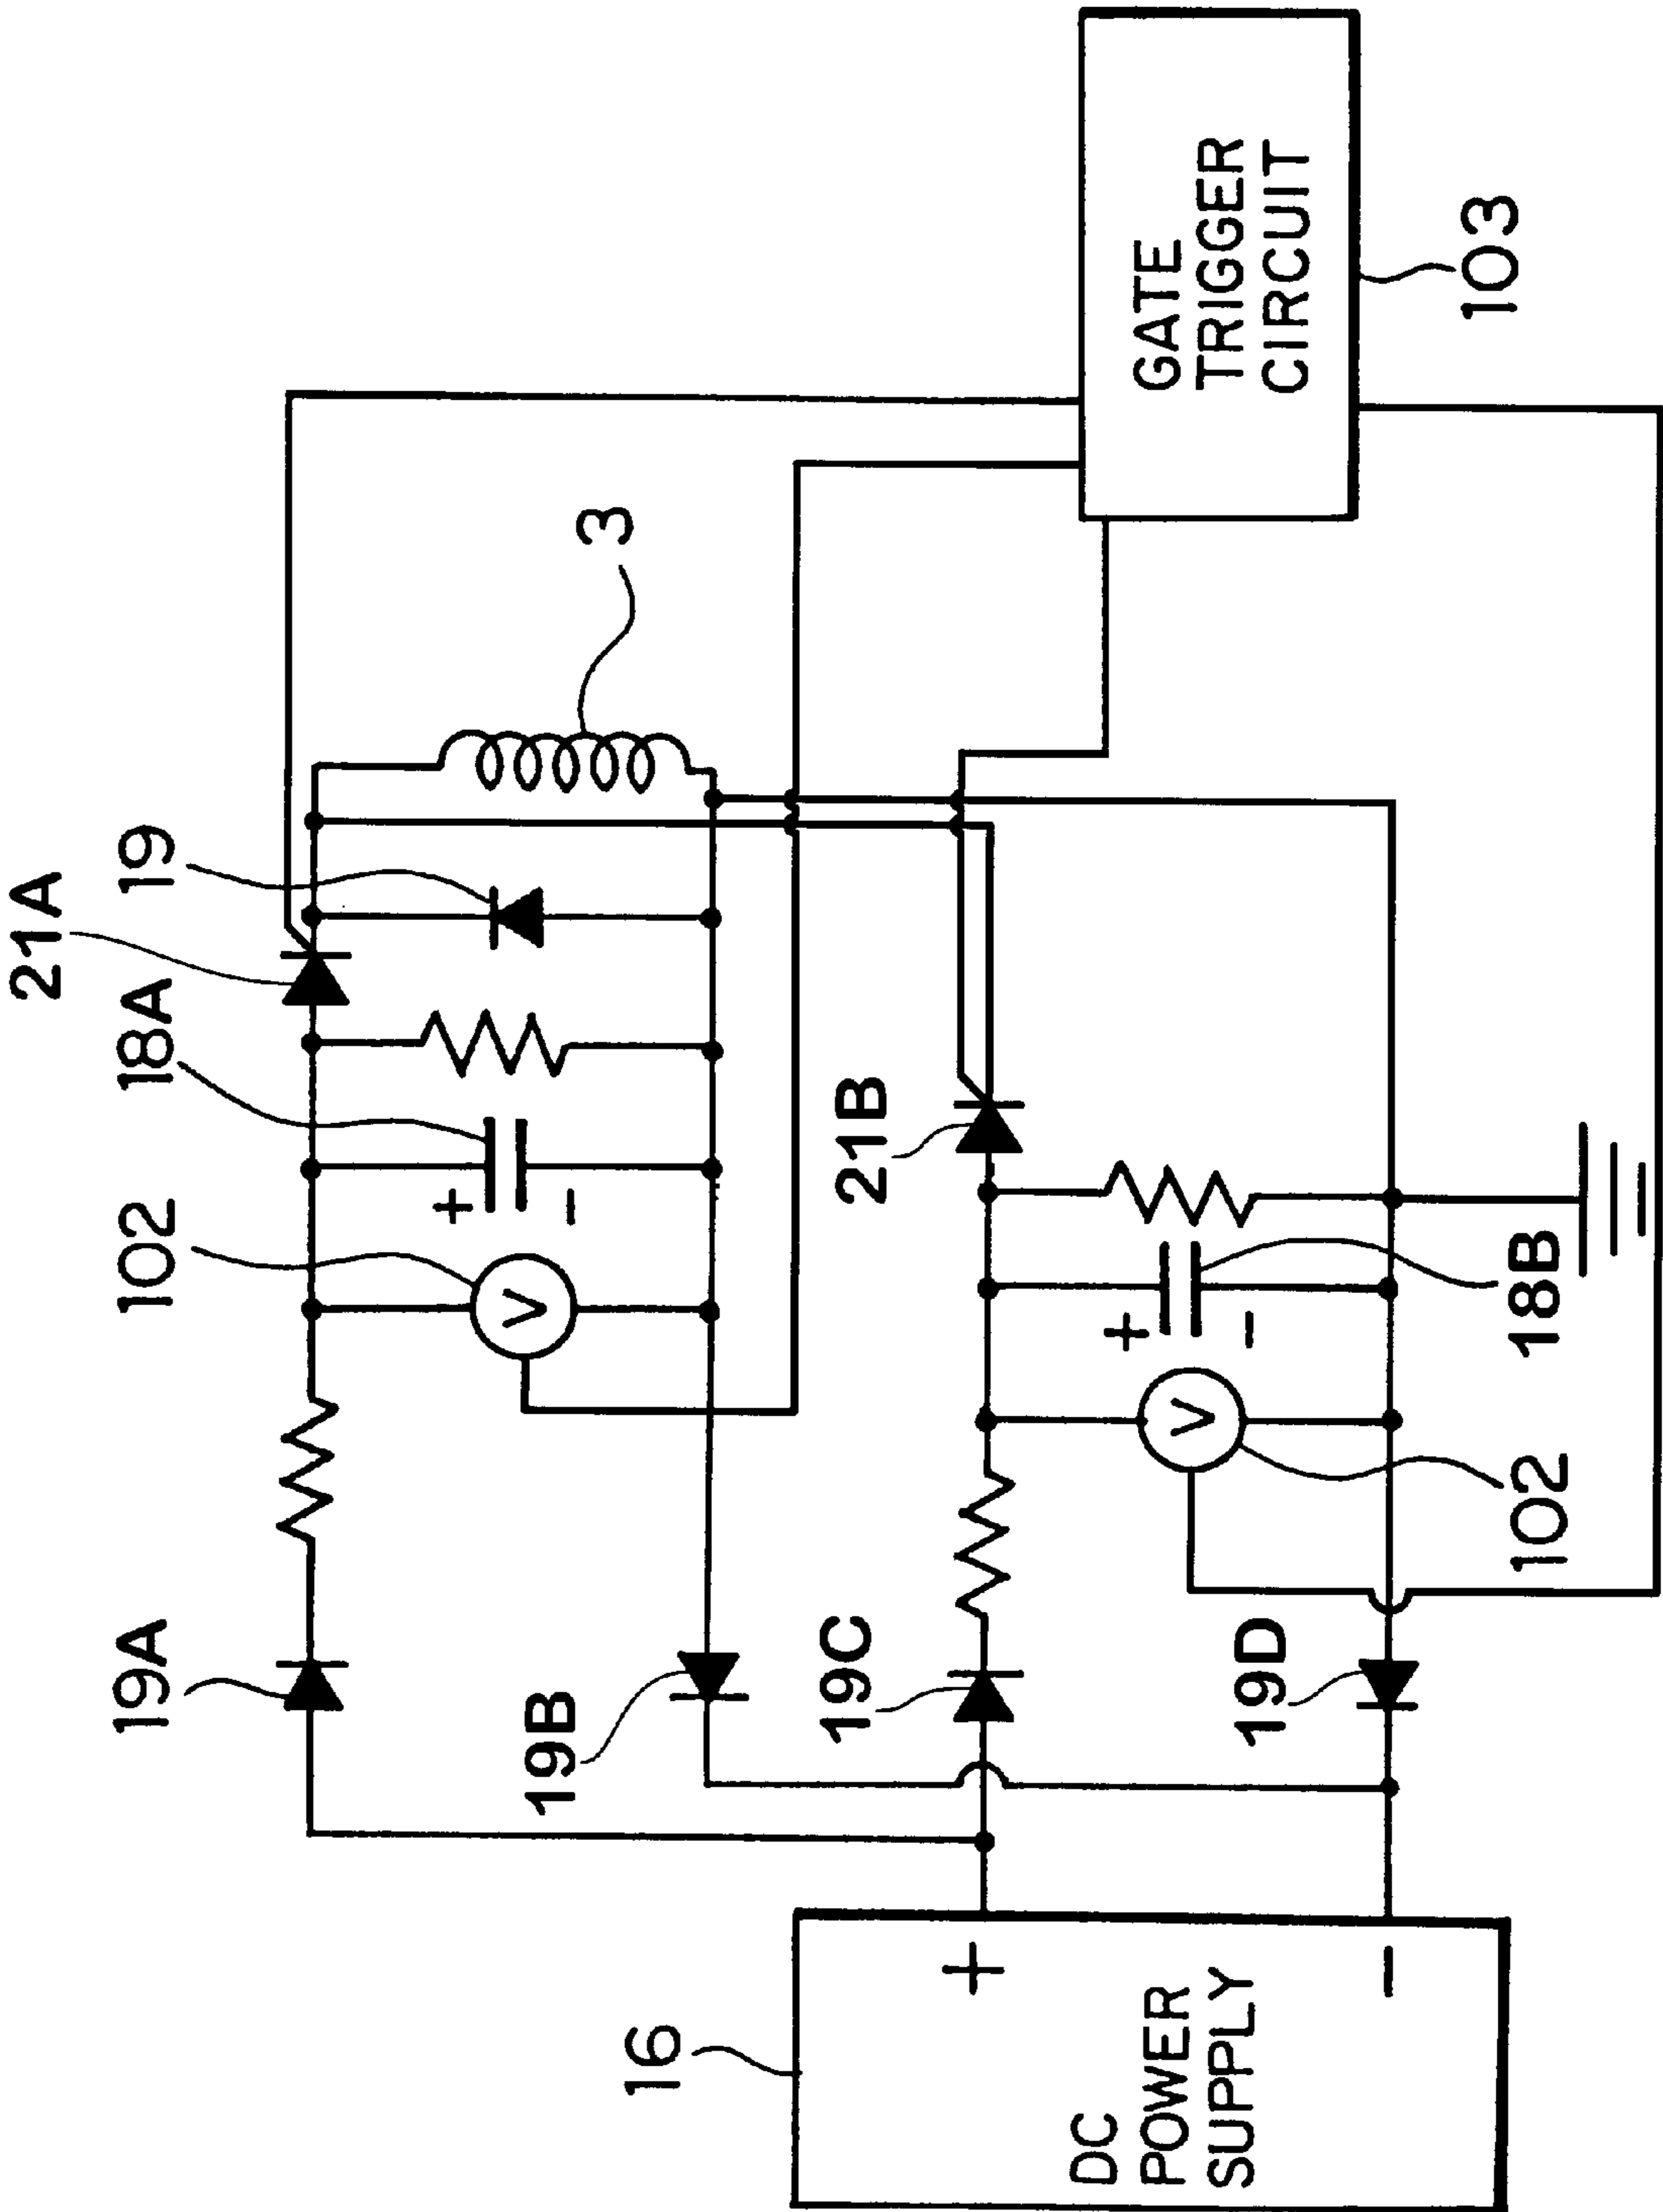 21A
19A
102
18A
19
+
V
-
19B
3
16
19C
21B
+
-
DC
POWER
SUPPLY
+
V
-
19D
GATE
TRIGGER
CIRCUIT
102
18B
103